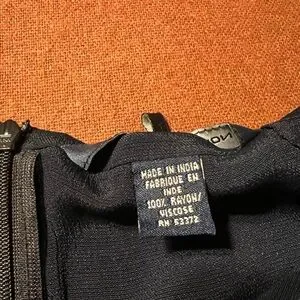 MADE IN INDIA
FABRIQUE EN
INDE
100% RAYON/
VISCOSE
RN 53372